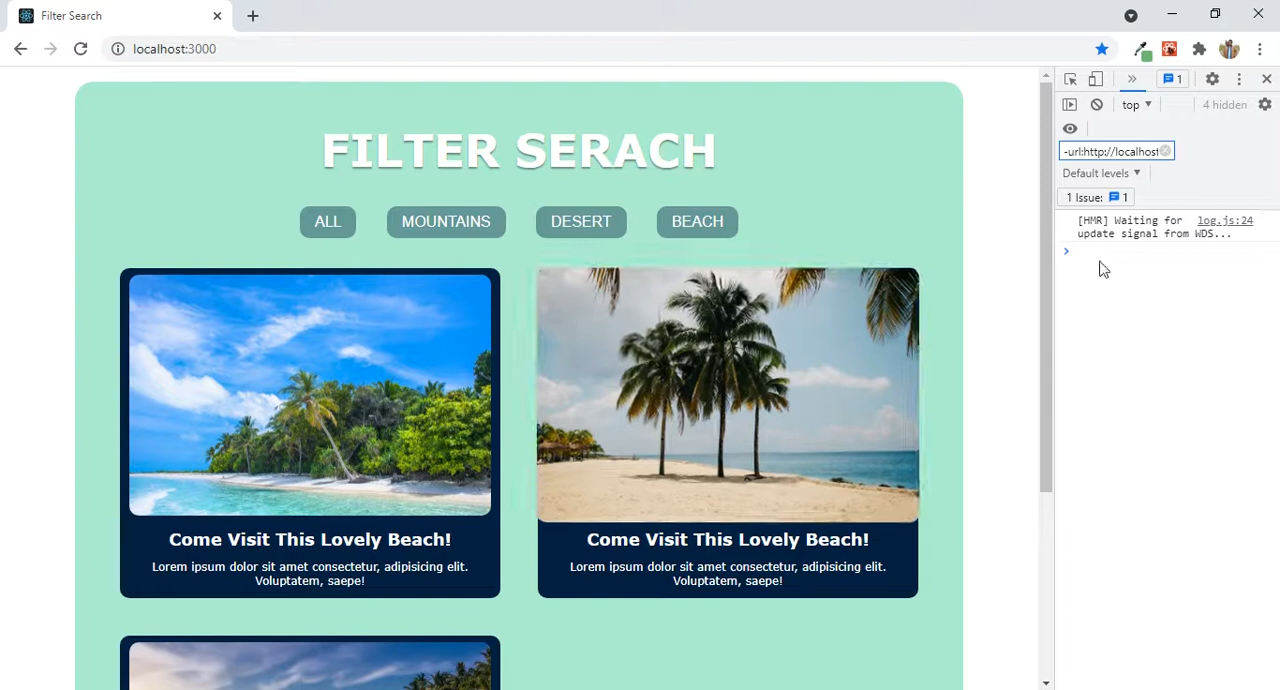 Filter Search
localhost:3000
FILTER SERACH
ALL MOUNTAINS DESERT BEACH
Come Visit This Lovely Beach!
Lorem ipsum dolor sit amet consectetur, adipisicing elit.
Voluptatem, saepe!
Come Visit This Lovely Beach!
Lorem ipsum dolor sit amet consectetur, adipisicing elit.
Voluptatem, saepe!
» 1
top 4 hidden
-url:http://localhost
Default levels
1 Issue: 1
[HMR] Waiting for log.js:24
update signal from WDS...